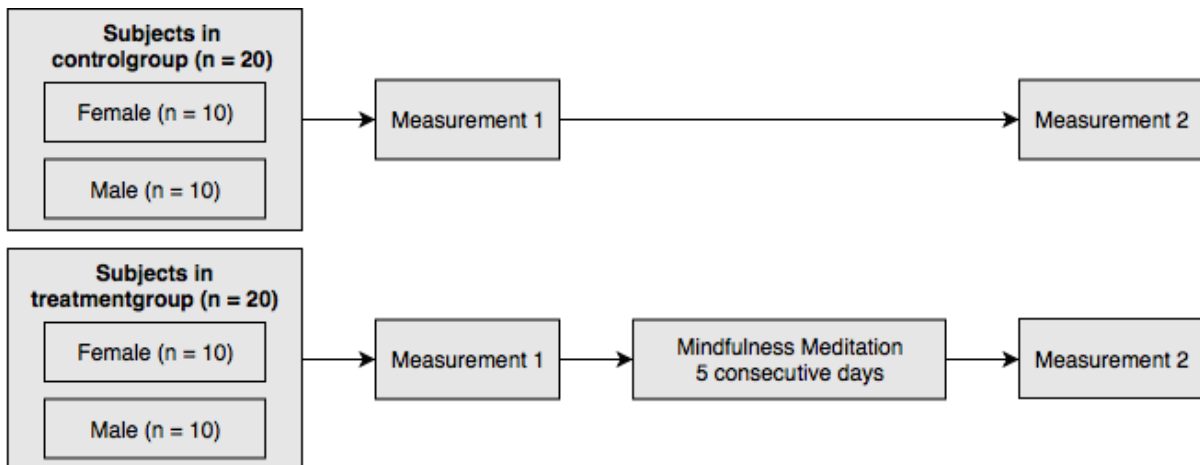 Subjects in
controlgroup (n = 20)
Female (n = 10)
Male (n = 10)
Measurement 1
Measurement 2
Subjects in
treatmentgroup (n = 20)
Female (n = 10)
Male (n = 10)
Measurement 1
Mindfulness Meditation
5 consecutive days
Measurement 2